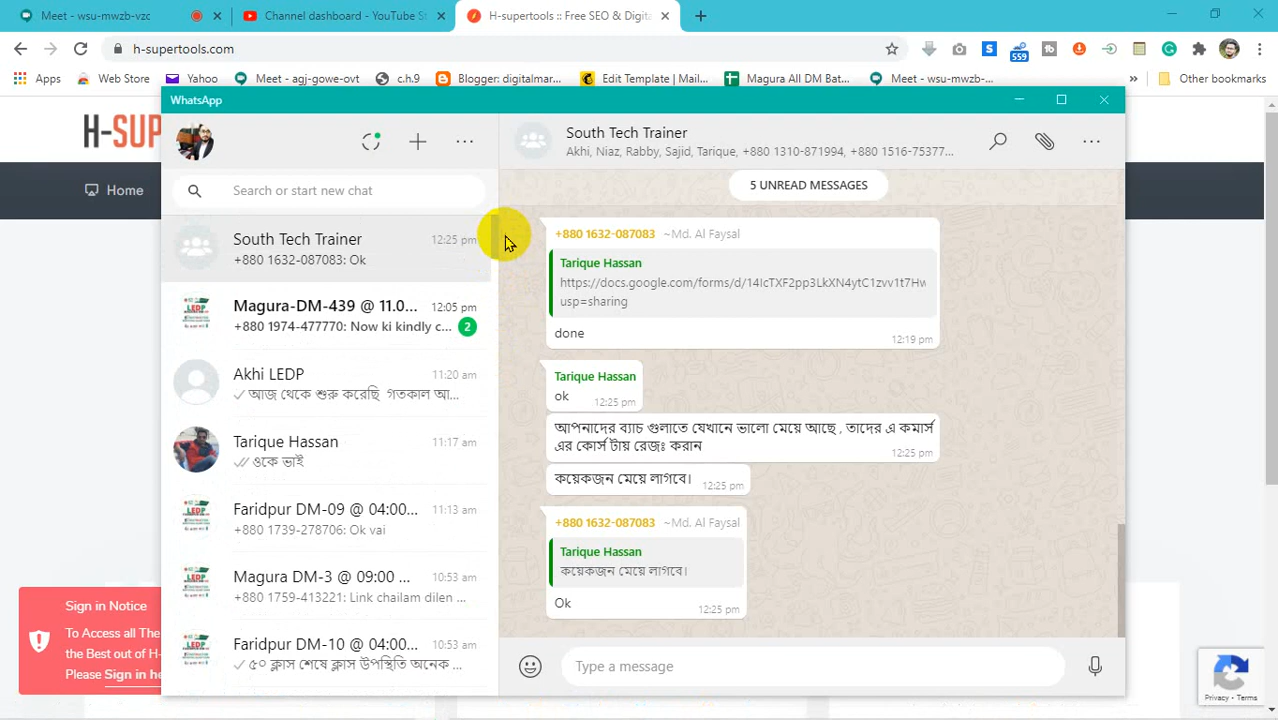 Meet - wsu-mwzb-vzc
Channel dashboard - YouTube St
H-supertools :: Free SEO & Digita
h-supertools.com
559
Apps
Web Store
Yahoo
Meet - agj-gowe-ovt
c.h.9
Blogger: digitalmar...
Edit Template | Mail...
Magura All DM Bat...
Meet - wsu-mwzb-...
Other bookmarks
H-SUP
Home
WhatsApp
Search or start new chat
South Tech Trainer
12:25 pm
+880 1632-087083: Ok
Magura-DM-439 @ 11.0...
12:05 pm
+880 1974-477770: Now ki kindly c...
2
Akhi LEDP
11:20 am
আজ থেকে শুরু করেছি গতকাল আ...
Tarique Hassan
11:17 am
ওকে ভাই
Faridpur DM-09 @ 04:00...
11:13 am
+880 1739-278706: Ok vai
Magura DM-3 @ 09:00 ...
10:53 am
+880 1759-413221: Link chailam dilen ...
Faridpur DM-10 @ 04:00...
10:53 am
৫০ ক্লাস শেষে ক্লাস উপস্থিতি অনেক ...
South Tech Trainer
Akhi, Niaz, Rabby, Sajid, Tarique, +880 1310-871994, +880 1516-75377...
5 UNREAD MESSAGES
+880 1632-087083 ~Md. Al Faysal
Tarique Hassan
https://docs.google.com/forms/d/14IcTXF2pp3LkXN4ytC1zvv1t7Hw
usp=sharing
done
12:19 pm
Tarique Hassan
ok
12:25 pm
আপনাদের ব্যাচ গুলাতে যেখানে ভালো মেয়ে আছে , তাদের এ কমার্স
এর কোর্স টায় রেজঃ করান
12:25 pm
কয়েকজন মেয়ে লাগবে।
12:25 pm
+880 1632-087083 ~Md. Al Faysal
Tarique Hassan
কয়েকজন মেয়ে লাগবে।
Ok
12:25 pm
Type a message
Sign in Notice
To Access all The
the Best out of H-
Please Sign in he
Privacy - Terms